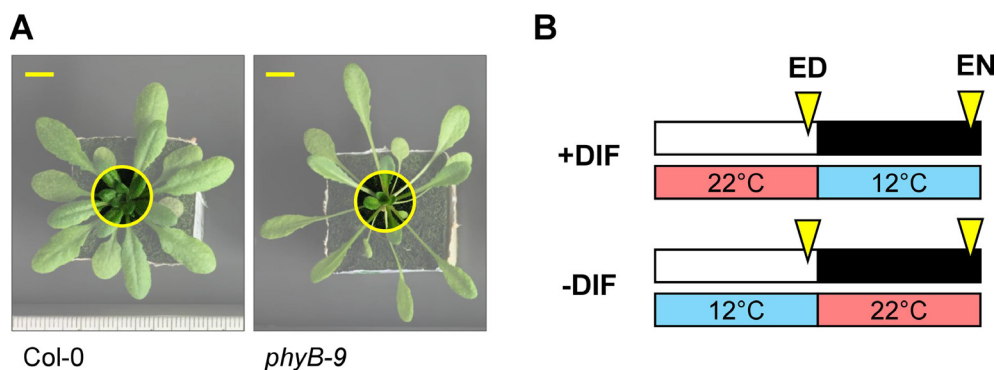 A
Col-0
phyB-9
B
ED
EN
+DIF
22°C
12°C
-DIF
12°C
22°C